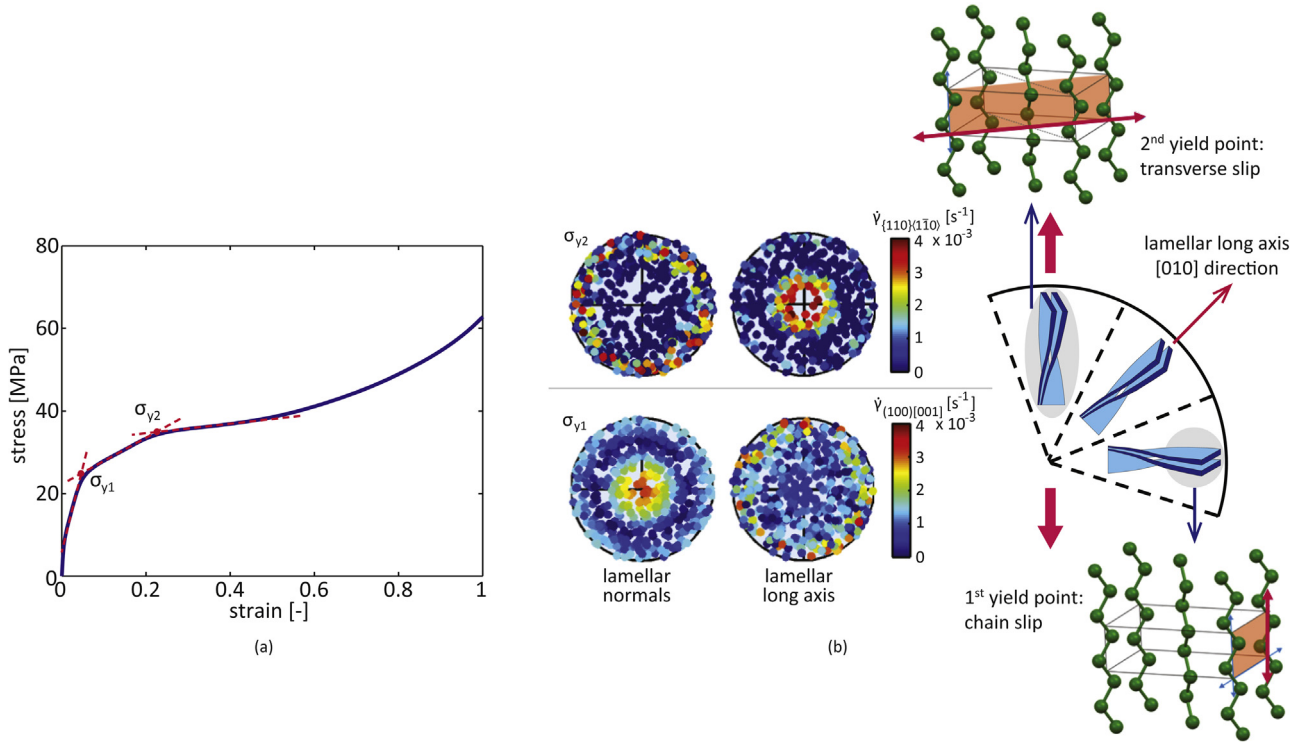 80
60
40
20
0
0
0.2
0.4
0.6
0.8
1
stress [MPa]
strain [-]
σy2
σy1
(a)
σy2
γ̇{110}⟨11̄0⟩ [s-1]
4 x 10-3
3
2
1
0
σy1
γ̇(100)[001] [s-1]
4 x 10-3
3
2
1
0
lamellar
normals
lamellar
long axis
(b)
2nd yield point:
transverse slip
lamellar long axis
[010] direction
1st yield point:
chain slip